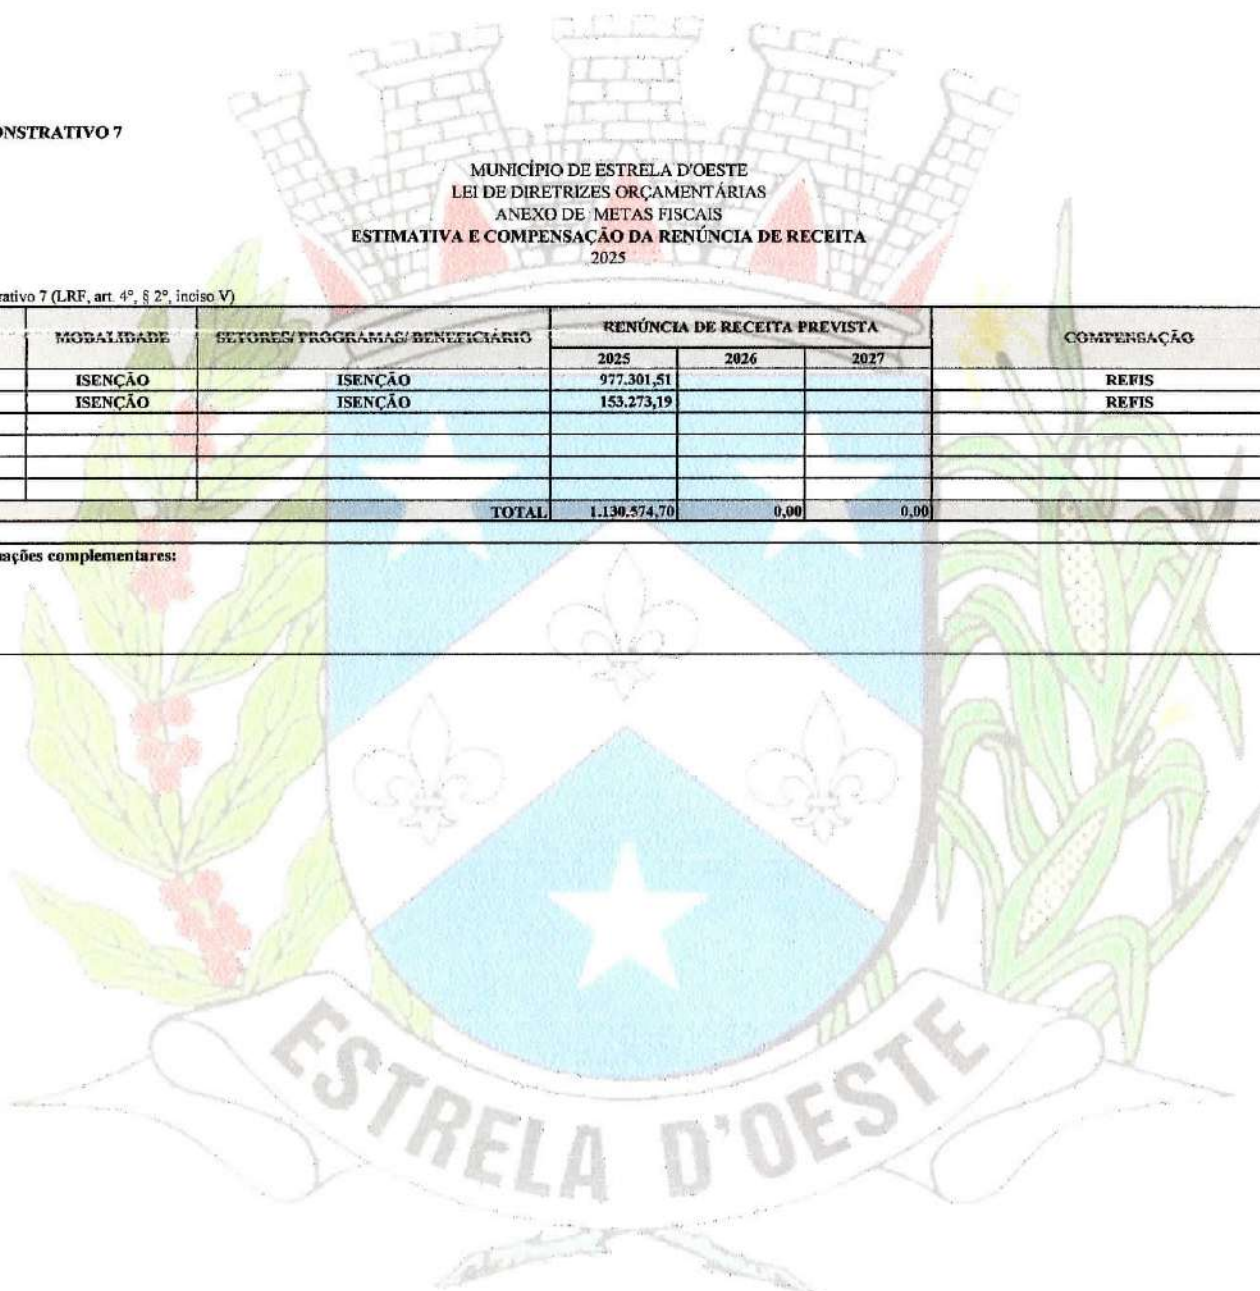 ONSTRATIVO 7
MUNICÍPIO DE ESTRELA D'OESTE
LEI DE DIRETRIZES ORÇAMENTÁRIAS
ANEXO DE METAS FISCAIS
ESTIMATIVA E COMPENSAÇÃO DA RENÚNCIA DE RECEITA
2025
rativo 7 (LRF, art. 4º, § 2º, inciso V)
MODALIDADE SETORES/ PROGRAMAS/ BENEFICIÁRIO RENÚNCIA DE RECEITA PREVISTA COMPENSAÇÃO
2025 2026 2027
ISENÇÃO ISENÇÃO 977.301,51 REFIS
ISENÇÃO ISENÇÃO 153.273,19 REFIS
TOTAL 1.130.574,70 0,00 0,00
nações complementares:
ESTRELA D'OESTE